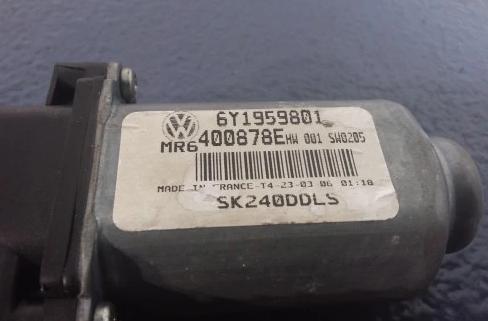 6Y1959801
MR6400878E HW 001 SW0205
MADE IN FRANCE-T4-23-03 06 01:18
SK240DDLS